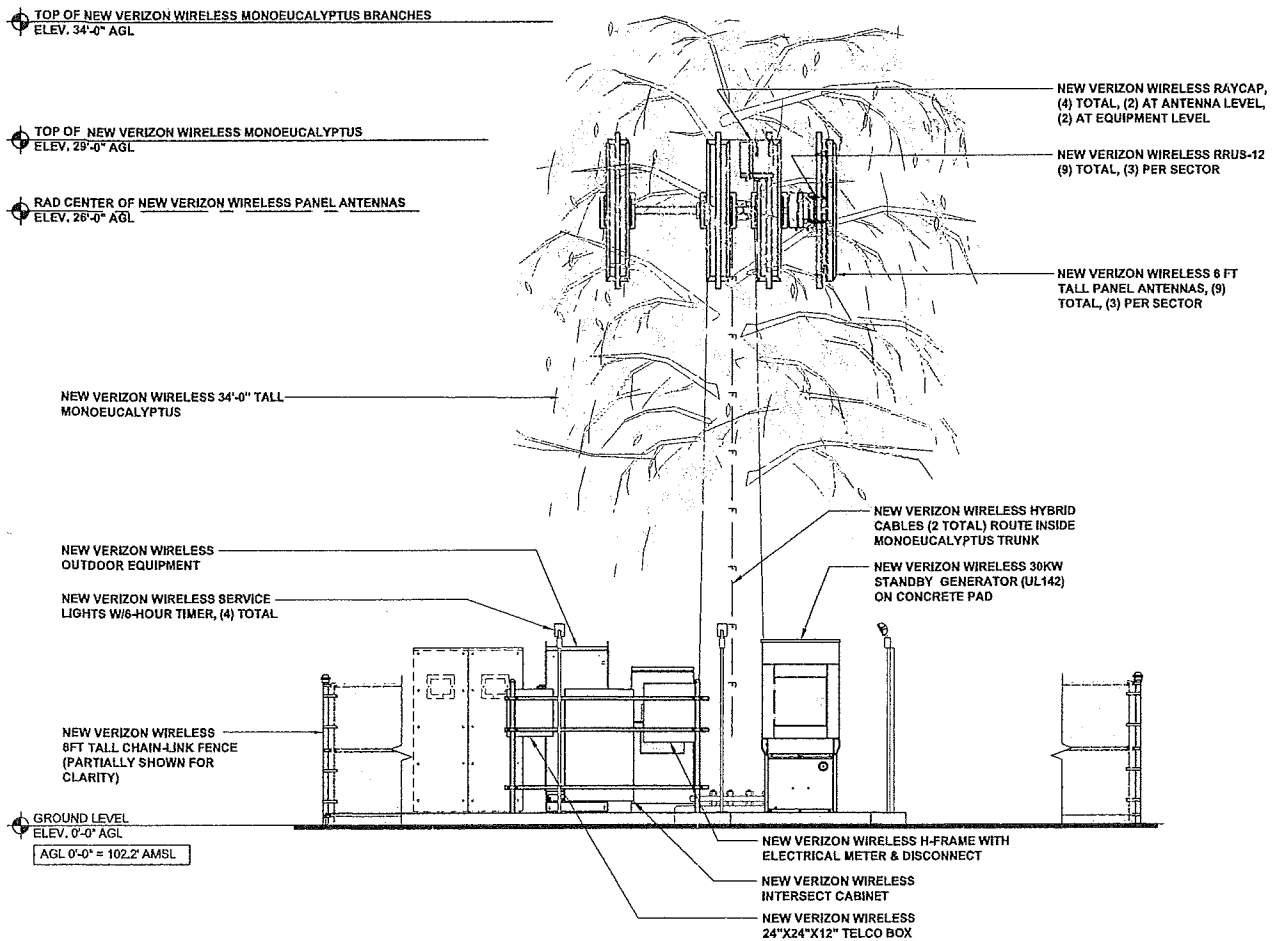 TOP OF NEW VERIZON WIRELESS MONOEUCALYPTUS BRANCHES
ELEV. 34'-0" AGL
TOP OF NEW VERIZON WIRELESS MONOEUCALYPTUS
ELEV. 29'-0" AGL
RAD CENTER OF NEW VERIZON WIRELESS PANEL ANTENNAS
ELEV. 26'-0" AGL
NEW VERIZON WIRELESS RAYCAP,
(4) TOTAL, (2) AT ANTENNA LEVEL,
(2) AT EQUIPMENT LEVEL
NEW VERIZON WIRELESS RRUS-12
(9) TOTAL, (3) PER SECTOR
NEW VERIZON WIRELESS 6 FT
TALL PANEL ANTENNAS, (9)
TOTAL, (3) PER SECTOR
NEW VERIZON WIRELESS 34'-0" TALL
MONOEUCALYPTUS
NEW VERIZON WIRELESS HYBRID
CABLES (2 TOTAL) ROUTE INSIDE
MONOEUCALYPTUS TRUNK
NEW VERIZON WIRELESS
OUTDOOR EQUIPMENT
NEW VERIZON WIRELESS 30KW
STANDBY GENERATOR (UL142)
ON CONCRETE PAD
NEW VERIZON WIRELESS SERVICE
LIGHTS W/6-HOUR TIMER, (4) TOTAL
NEW VERIZON WIRELESS
6FT TALL CHAIN-LINK FENCE
(PARTIALLY SHOWN FOR
CLARITY)
GROUND LEVEL
ELEV. 0'-0" AGL
AGL 0'-0" = 102.2' AMSL
NEW VERIZON WIRELESS H-FRAME WITH
ELECTRICAL METER & DISCONNECT
NEW VERIZON WIRELESS
INTERSECT CABINET
NEW VERIZON WIRELESS
24"X24"X12" TELCO BOX